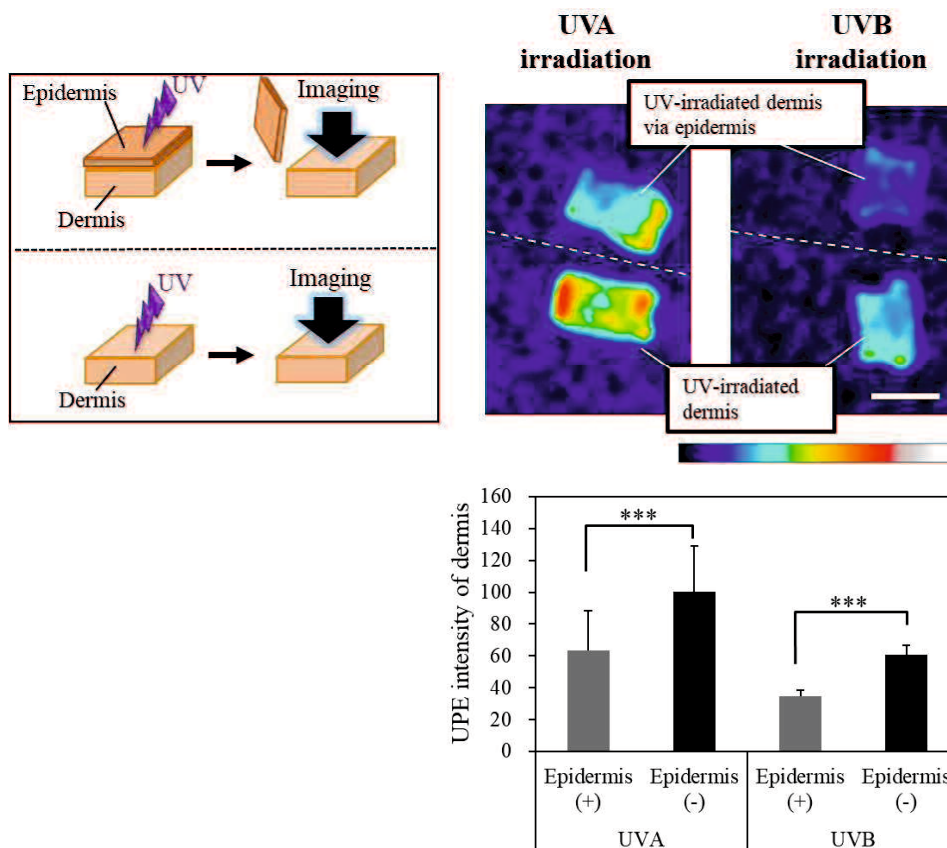 UV
Epidermis
Imaging
Dermis
UV
Imaging
Dermis
UVA
irradiation
UVB
irradiation
UV-irradiated dermis
via epidermis
UV-irradiated
dermis
UPE intensity of dermis
160
140
120
100
80
60
40
20
0
***
***
Epidermis
(+)
Epidermis
(-)
Epidermis
(+)
Epidermis
(-)
UVA
UVB